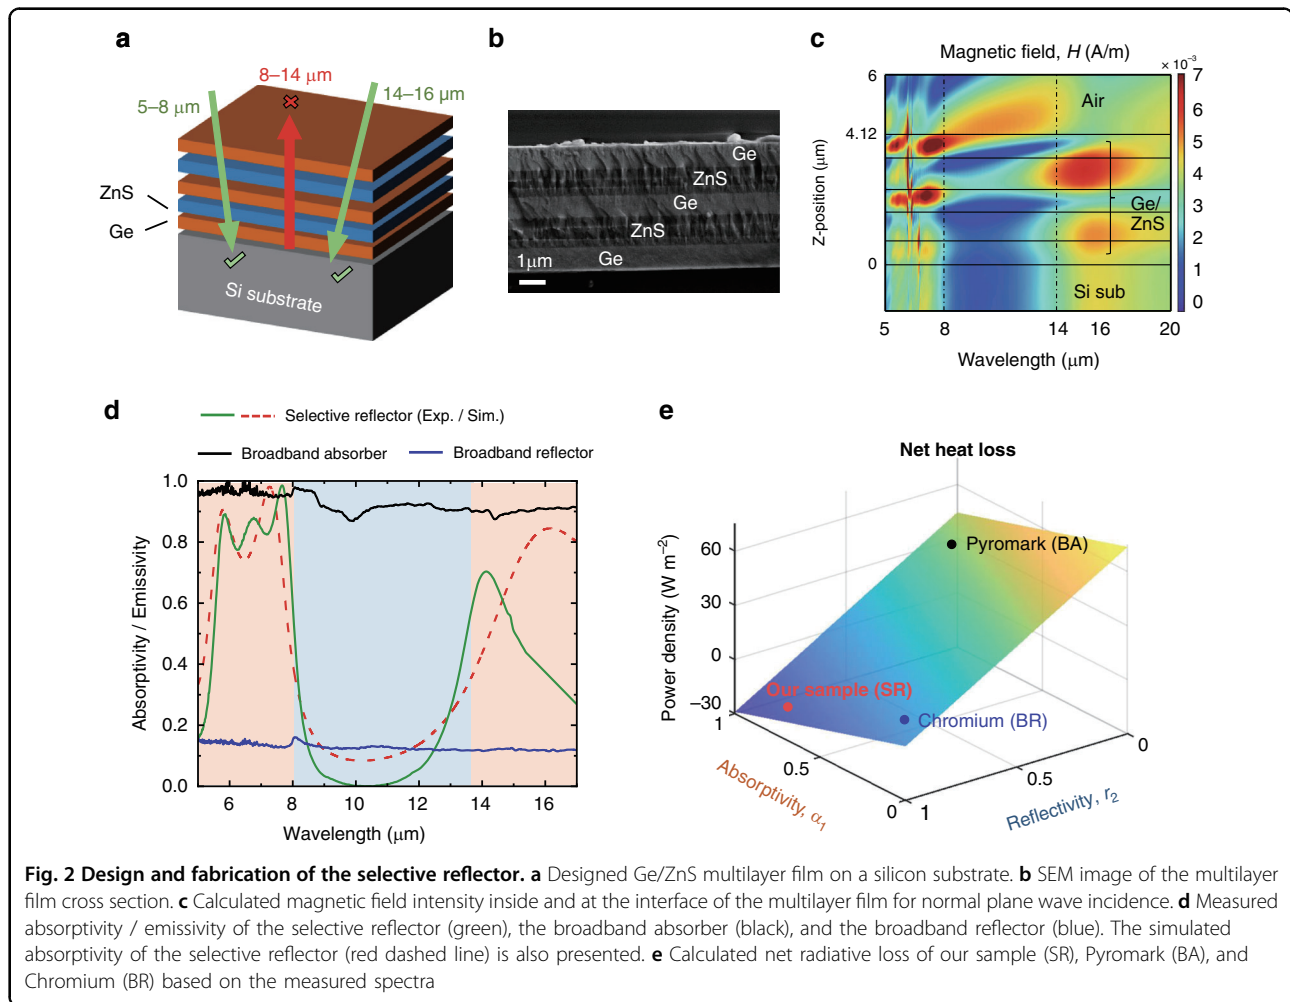 a
8–14 μm
5–8 μm
14–16 μm
ZnS
Ge
Si substrate
b
Ge
ZnS
Ge
ZnS
Ge
1μm
c
Magnetic field, H (A/m)
× 10⁻³
6
4.12
0
Z-position (μm)
Air
Ge/
ZnS
Si sub
5
8
14
16
20
Wavelength (μm)
7
6
5
4
3
2
1
0
d
Selective reflector (Exp. / Sim.)
Broadband absorber
Broadband reflector
1.0
0.8
0.6
0.4
0.2
0.0
Absorptivity / Emissivity
6
8
10
12
14
16
Wavelength (μm)
e
Net heat loss
60
30
0
–30
Power density (W m⁻²)
Pyromark (BA)
Our sample (SR)
Chromium (BR)
1
0.5
0
Absorptivity, α₁
1
0.5
0
Reflectivity, r₂
Fig. 2 Design and fabrication of the selective reflector. a Designed Ge/ZnS multilayer film on a silicon substrate. b SEM image of the multilayer
film cross section. c Calculated magnetic field intensity inside and at the interface of the multilayer film for normal plane wave incidence. d Measured
absorptivity / emissivity of the selective reflector (green), the broadband absorber (black), and the broadband reflector (blue). The simulated
absorptivity of the selective reflector (red dashed line) is also presented. e Calculated net radiative loss of our sample (SR), Pyromark (BA), and
Chromium (BR) based on the measured spectra